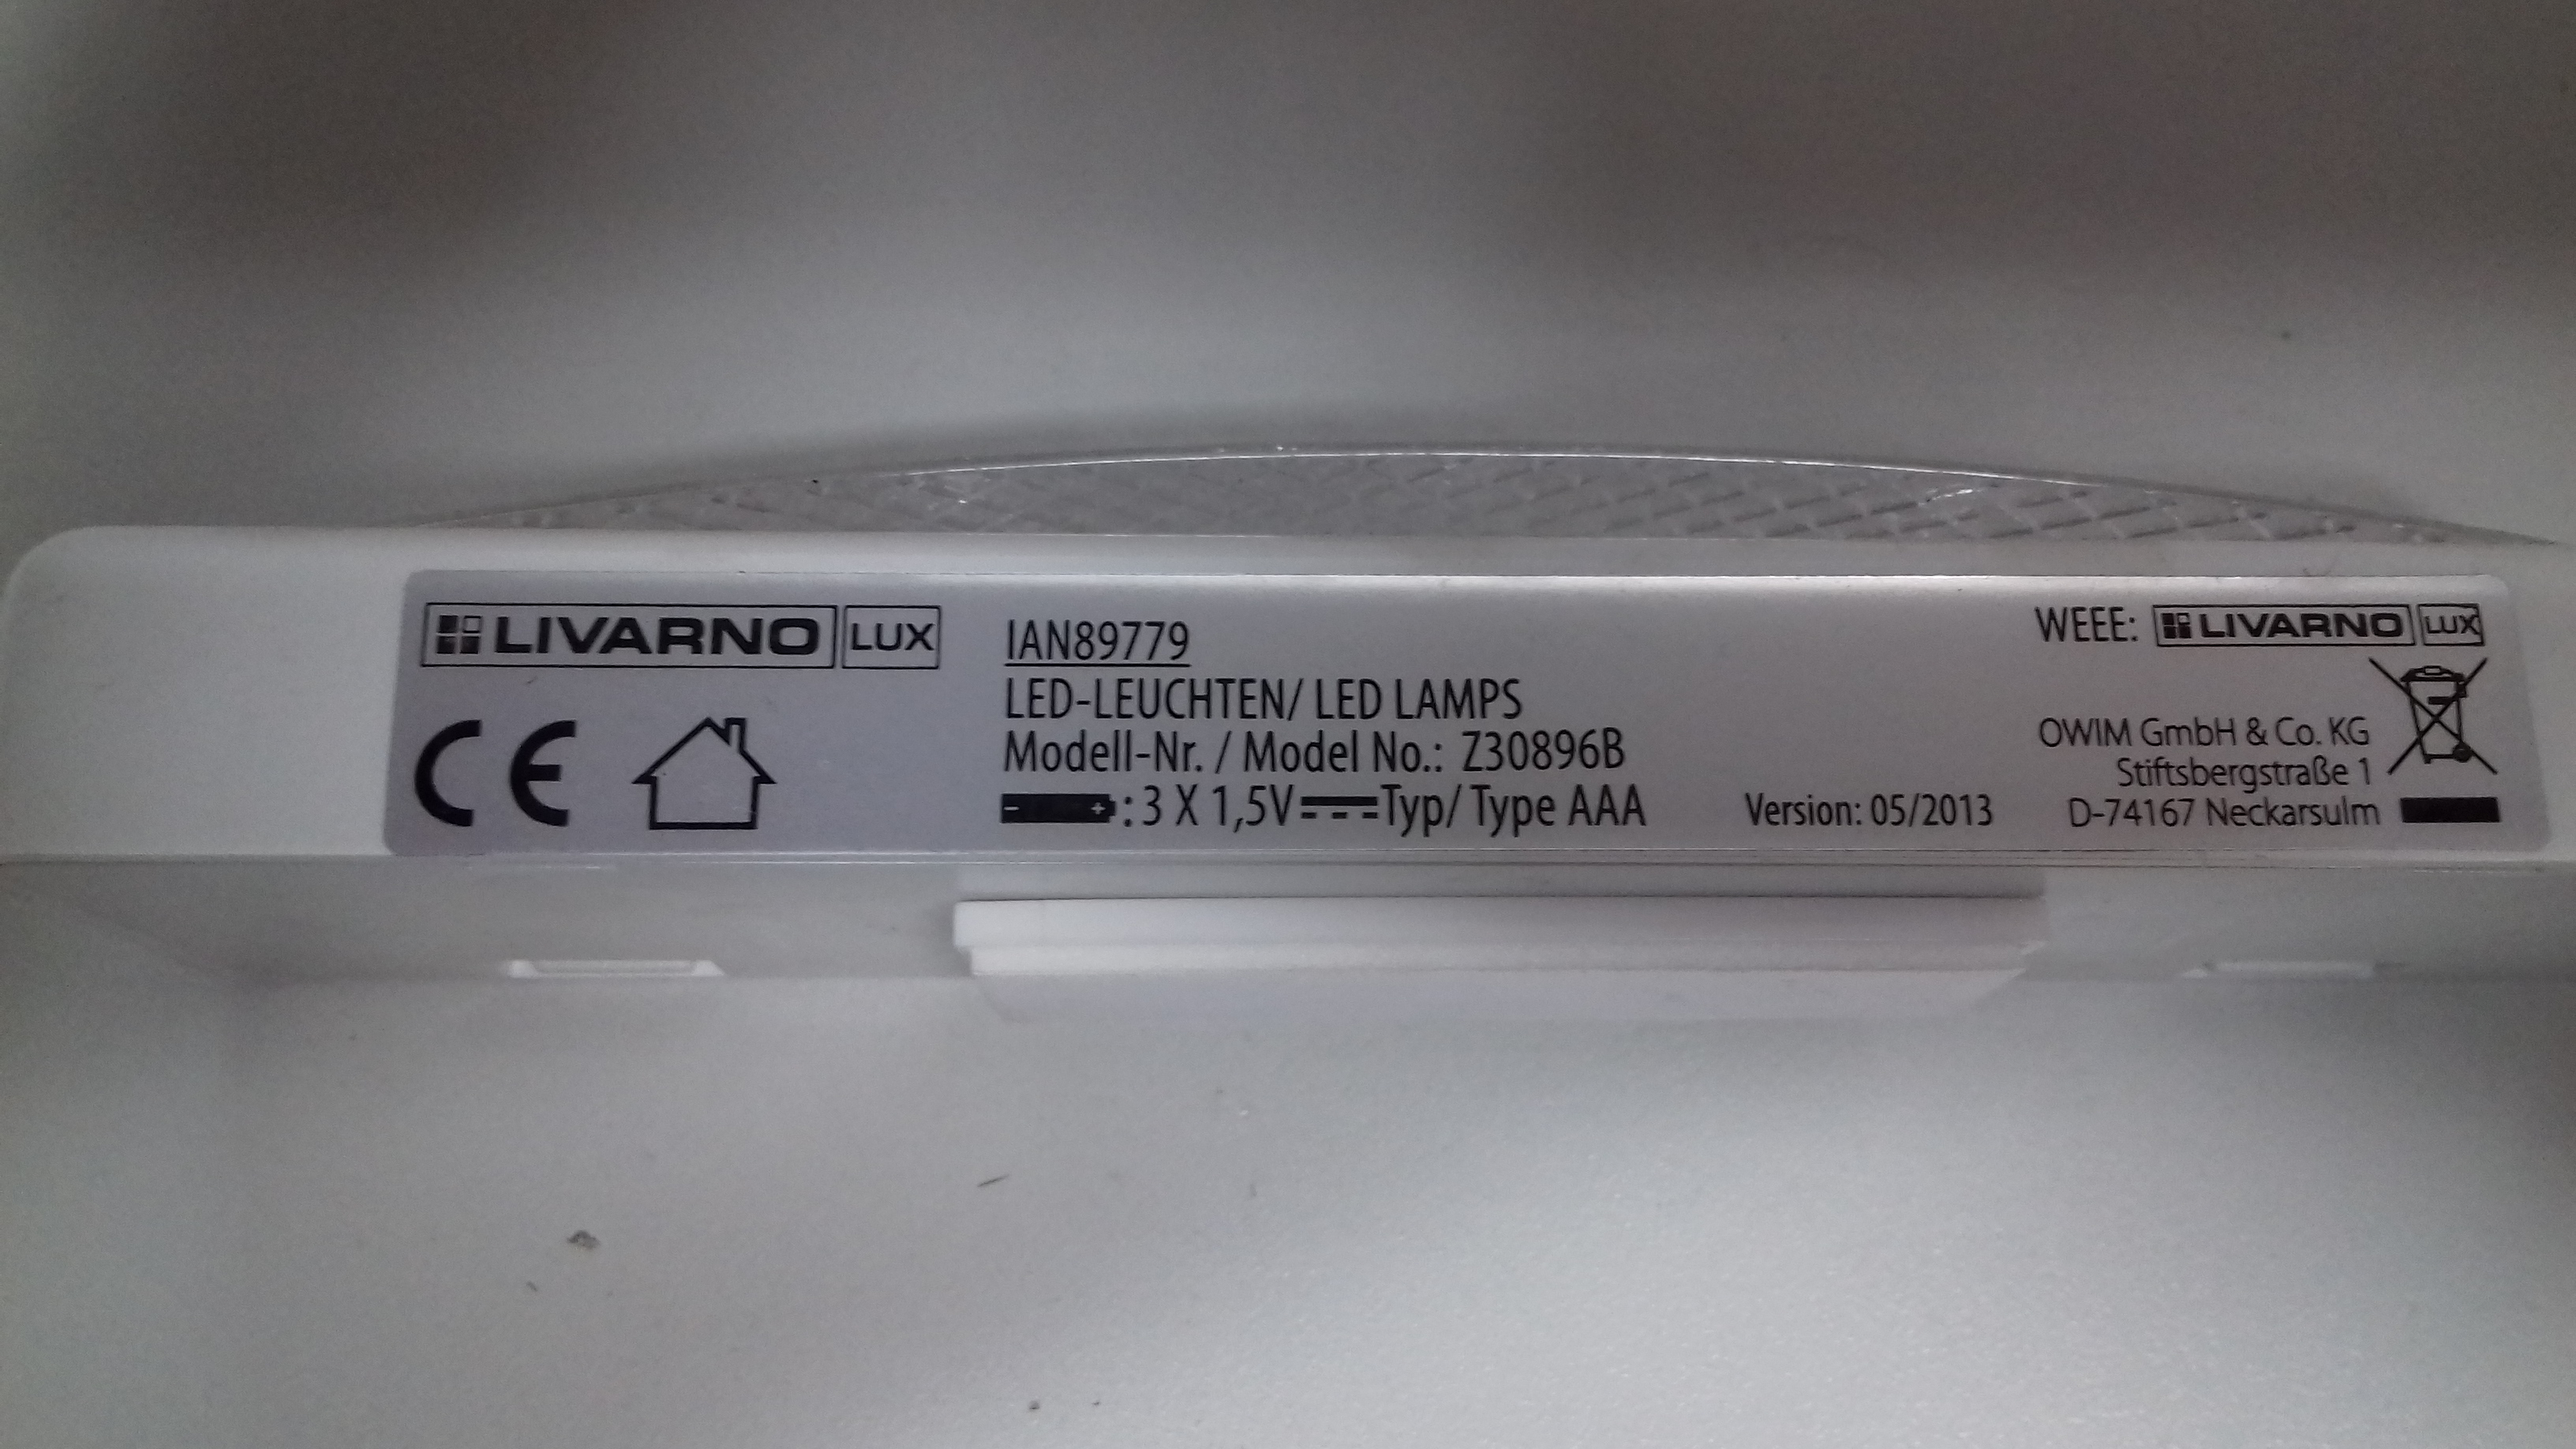 LIVARNO LUX
CE
IAN89779
LED-LEUCHTEN/ LED LAMPS
Modell-Nr. / Model No.: Z30896B
- + : 3 X 1,5V Typ/ Type AAA
Version: 05/2013
WEEE: LIVARNO LUX
OWIM GmbH & Co. KG
Stiftsbergstraße 1
D-74167 Neckarsulm